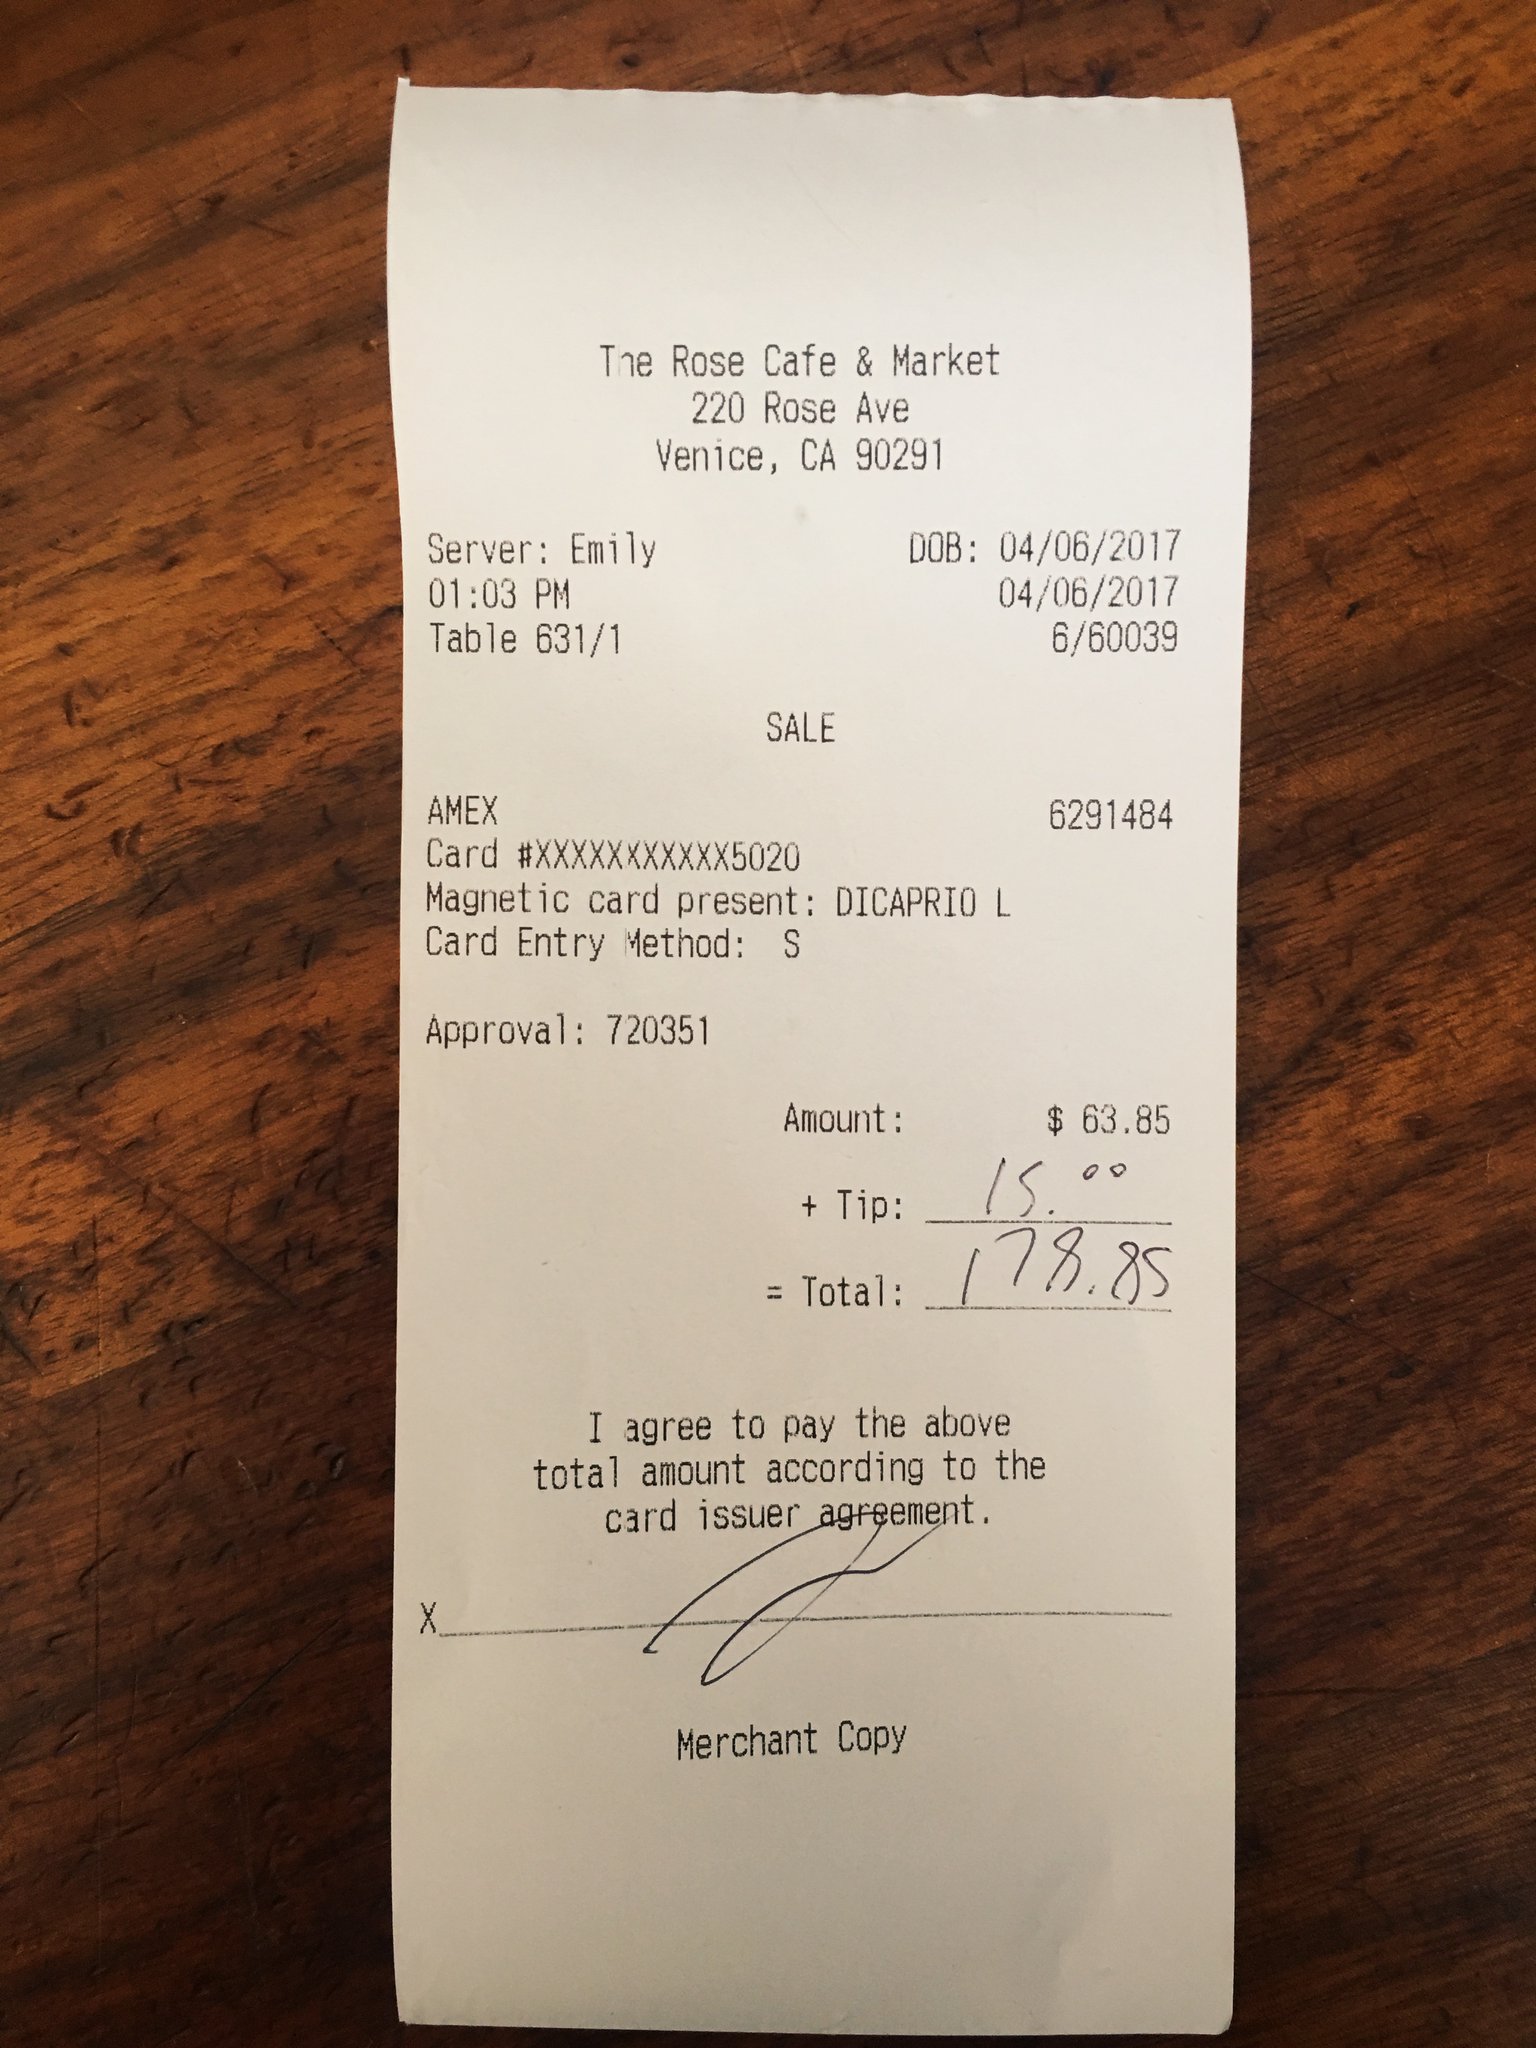 The Rose Cafe & Market
220 Rose Ave
Venice, CA 90291
Server: Emily DOB: 04/06/2017
01:03 PM 04/06/2017
Table 631/1 6/60039
SALE
AMEX 6291484
Card #XXXXXXXXXXX5020
Magnetic card present: DICAPRIO L
Card Entry Method: S
Approval: 720351
Amount: $ 63.85
+ Tip: 15.00
= Total: 178.85
I agree to pay the above
total amount according to the
card issuer agreement.
X
Merchant Copy